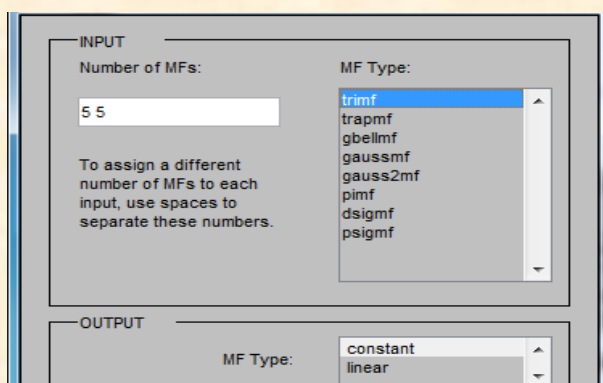 INPUT
Number of MFs:
5 5
To assign a different
number of MFs to each
input, use spaces to
separate these numbers.
MF Type:
trimf
trapmf
gbellmf
gaussmf
gauss2mf
pimf
dsigmf
psigmf
OUTPUT
MF Type:
constant
linear